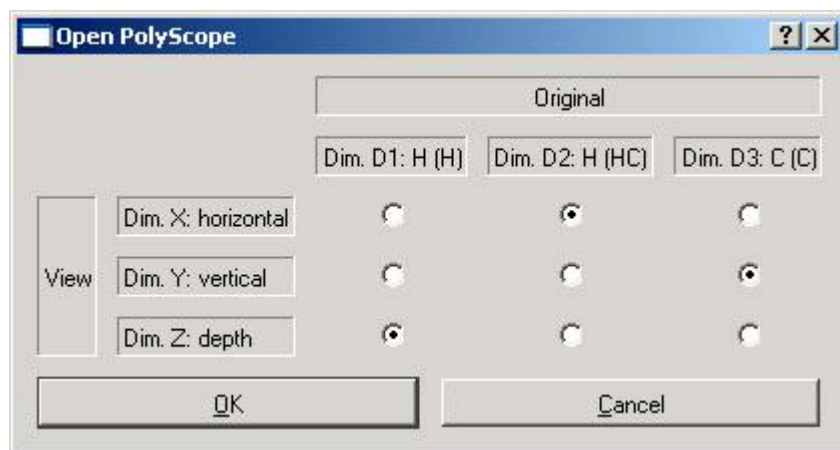 Open PolyScope
Original
Dim. D1: H (H) Dim. D2: H (HC) Dim. D3: C (C)
Dim. X: horizontal
View Dim. Y: vertical
Dim. Z: depth
OK Cancel